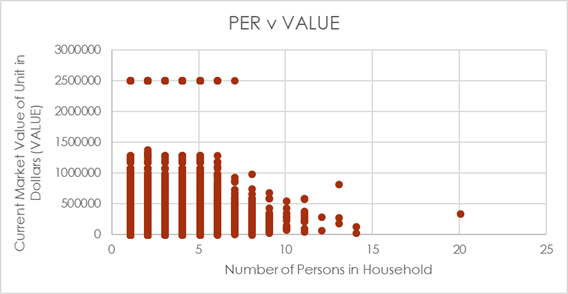 PER v VALUE
Current Market Value of Unit in
Dollars (VALUE)
3000000
2500000
2000000
1500000
1000000
500000
0
0 5 10 15 20 25
Number of Persons in Household